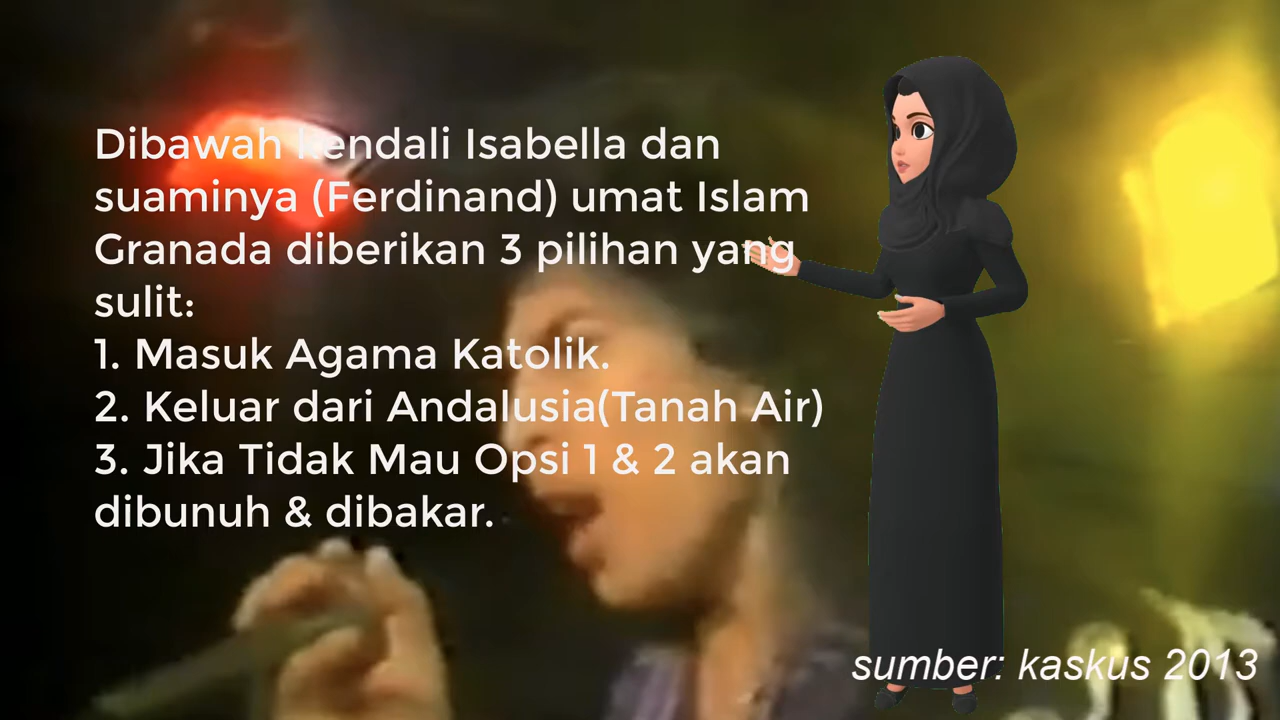 Dibawah kendali Isabella dan
suaminya (Ferdinand) umat Islam
Granada diberikan 3 pilihan yang
sulit:
1. Masuk Agama Katolik.
2. Keluar dari Andalusia(Tanah Air)
3. Jika Tidak Mau Opsi 1 & 2 akan
dibunuh & dibakar.
sumber: kaskus 2013